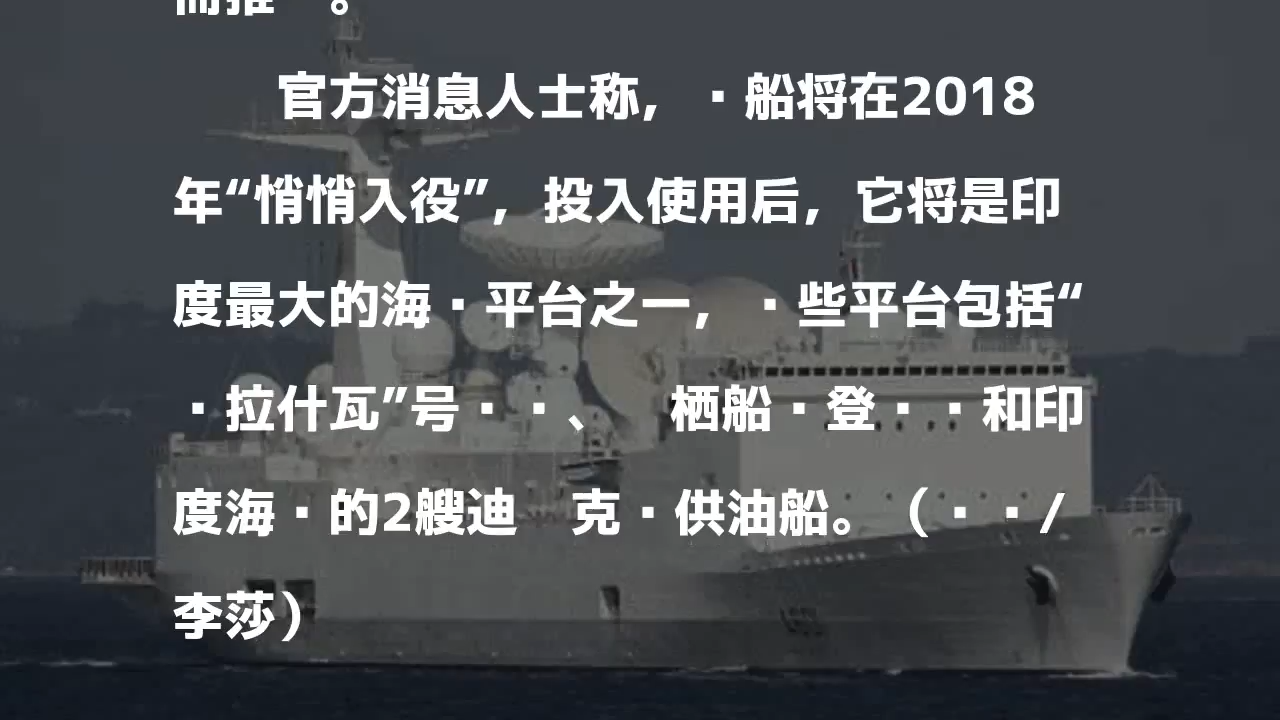 官方消息人士称，·船将在2018
年“悄悄入役”，投入使用后，它将是印
度最大的海·平台之一，·些平台包括“
·拉什瓦”号··、 栖船·登··和印
度海·的2艘迪 克·供油船。（··/
李莎）